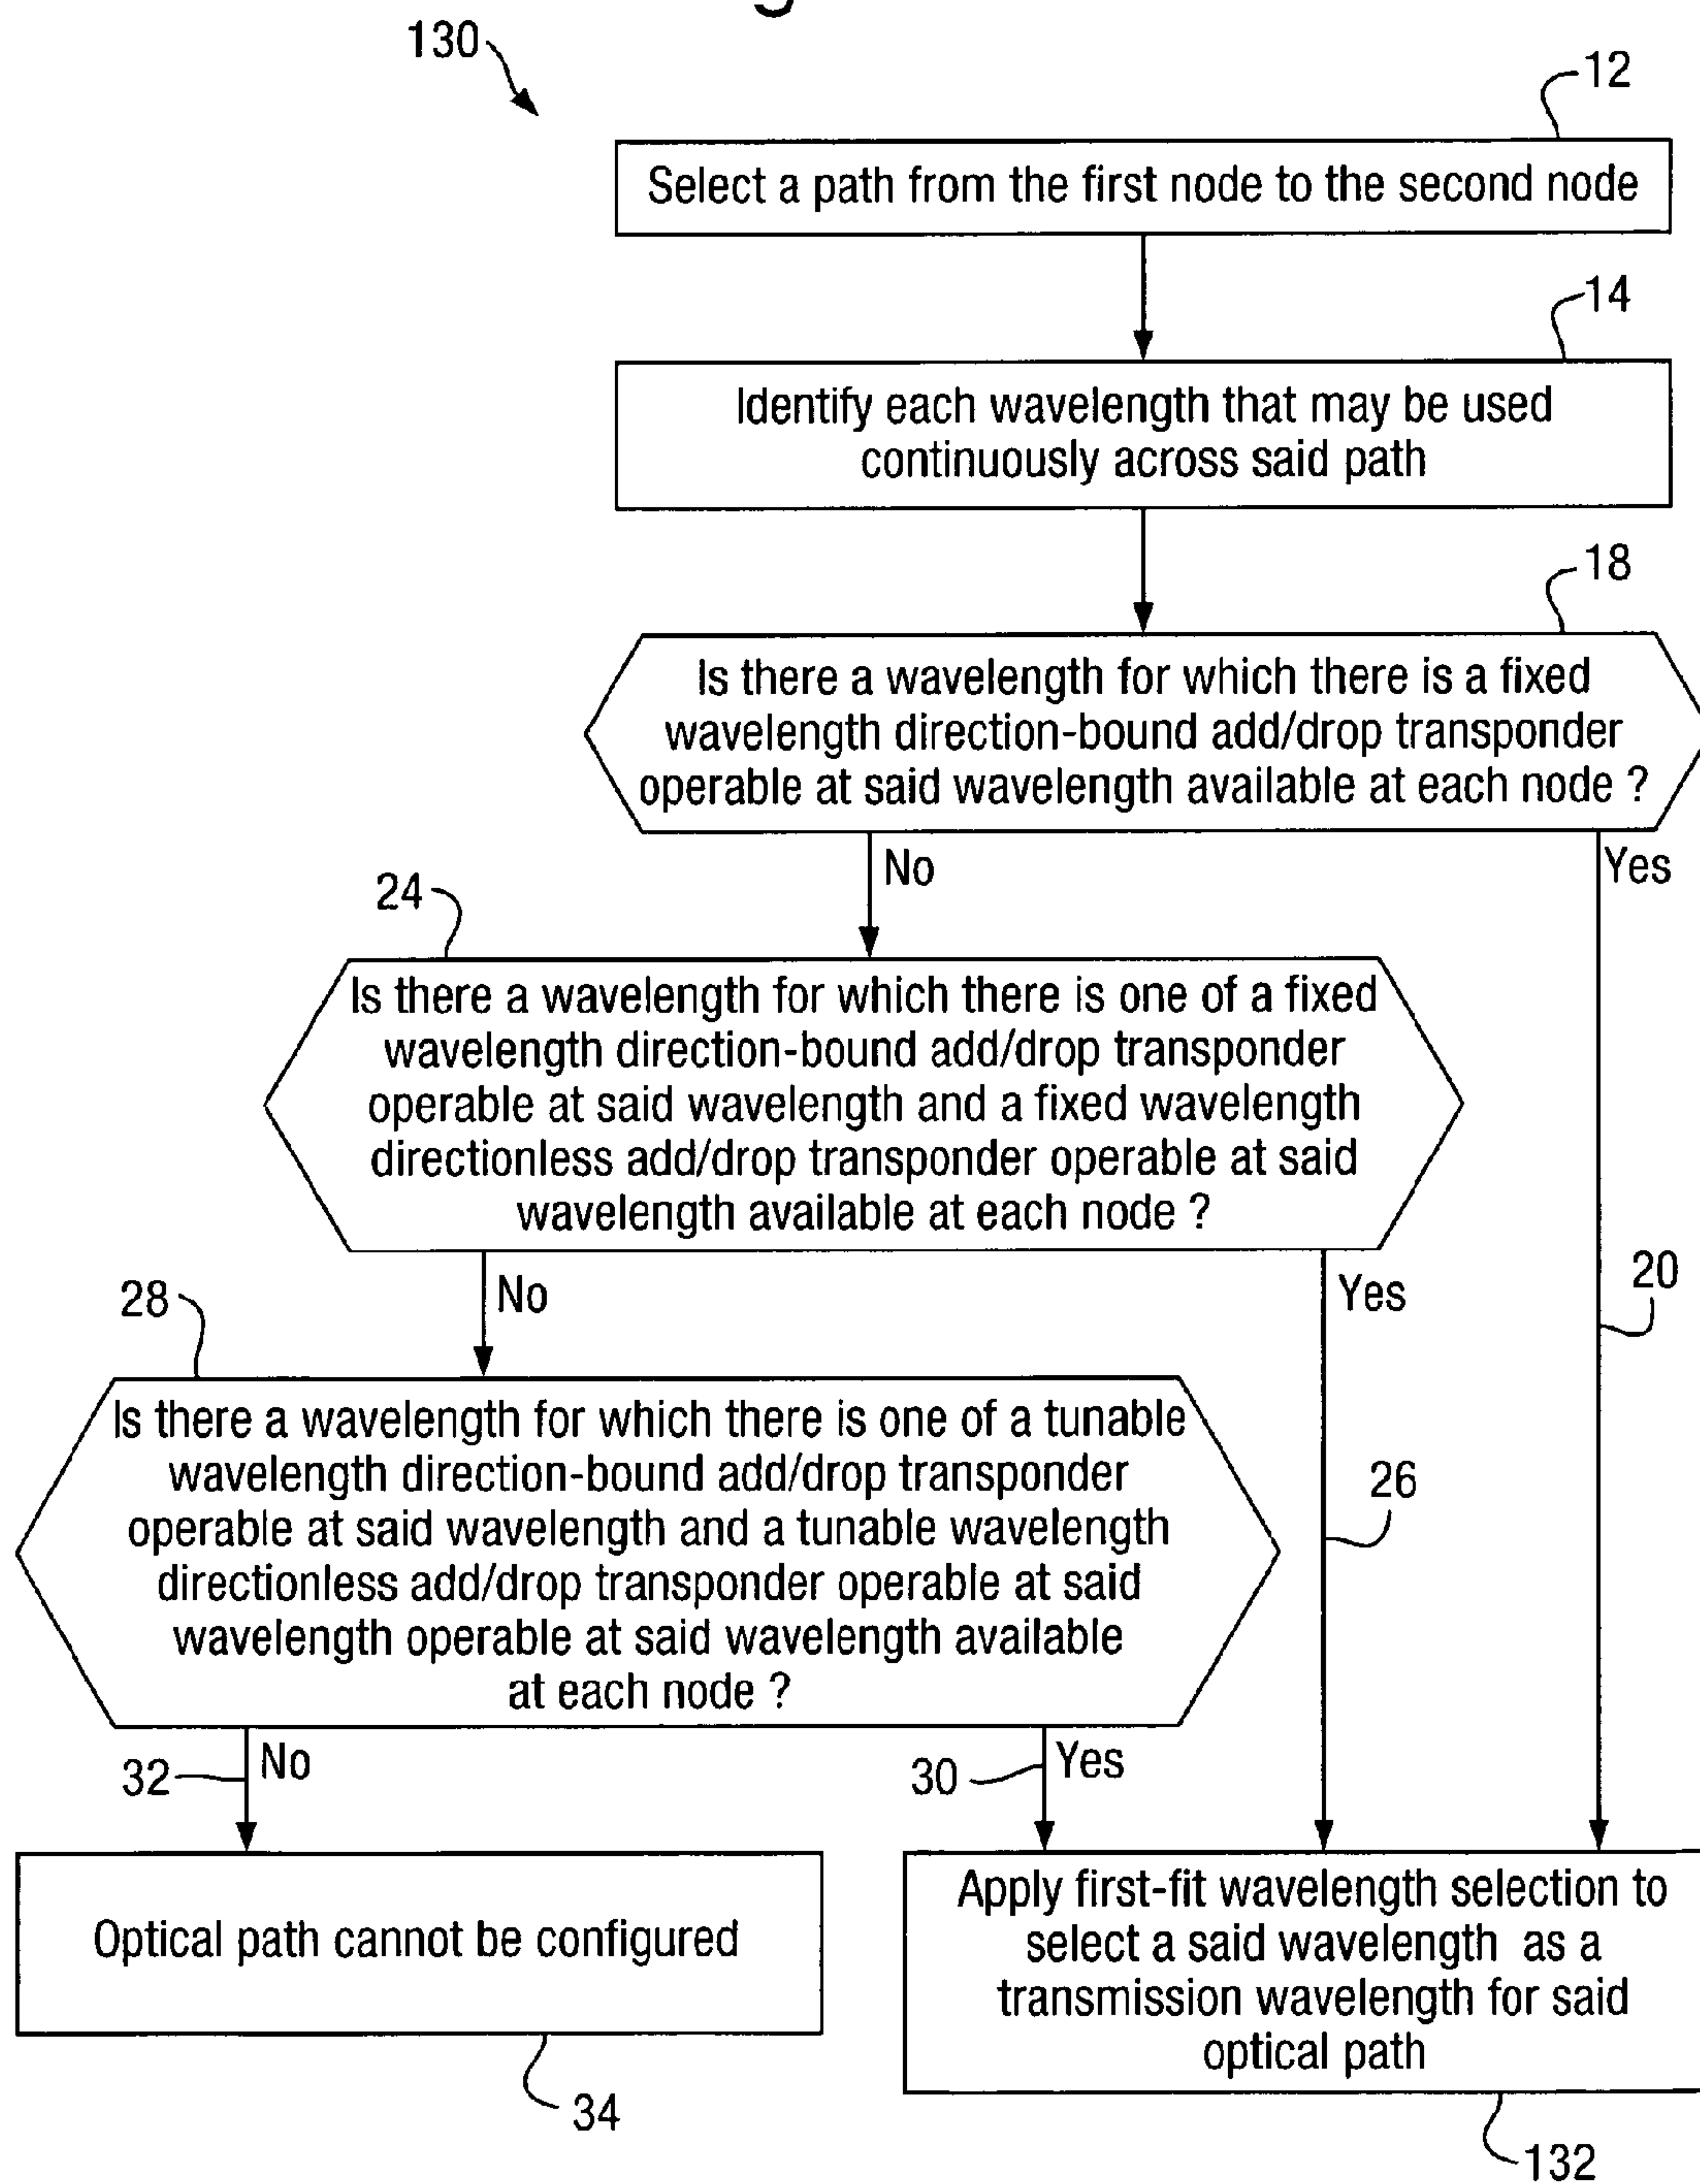 130
12
Select a path from the first node to the second node
14
Identify each wavelength that may be used
continuously across said path
18
Is there a wavelength for which there is a fixed
wavelength direction-bound add/drop transponder
operable at said wavelength available at each node ?
No
Yes
24
Is there a wavelength for which there is one of a fixed
wavelength direction-bound add/drop transponder
operable at said wavelength and a fixed wavelength
directionless add/drop transponder operable at said
wavelength available at each node ?
20
28
No
Yes
Is there a wavelength for which there is one of a tunable
wavelength direction-bound add/drop transponder
operable at said wavelength and a tunable wavelength
directionless add/drop transponder operable at said
wavelength operable at said wavelength available
at each node ?
26
32
No
30
Yes
Optical path cannot be configured
Apply first-fit wavelength selection to
select a said wavelength as a
transmission wavelength for said
optical path
34
132